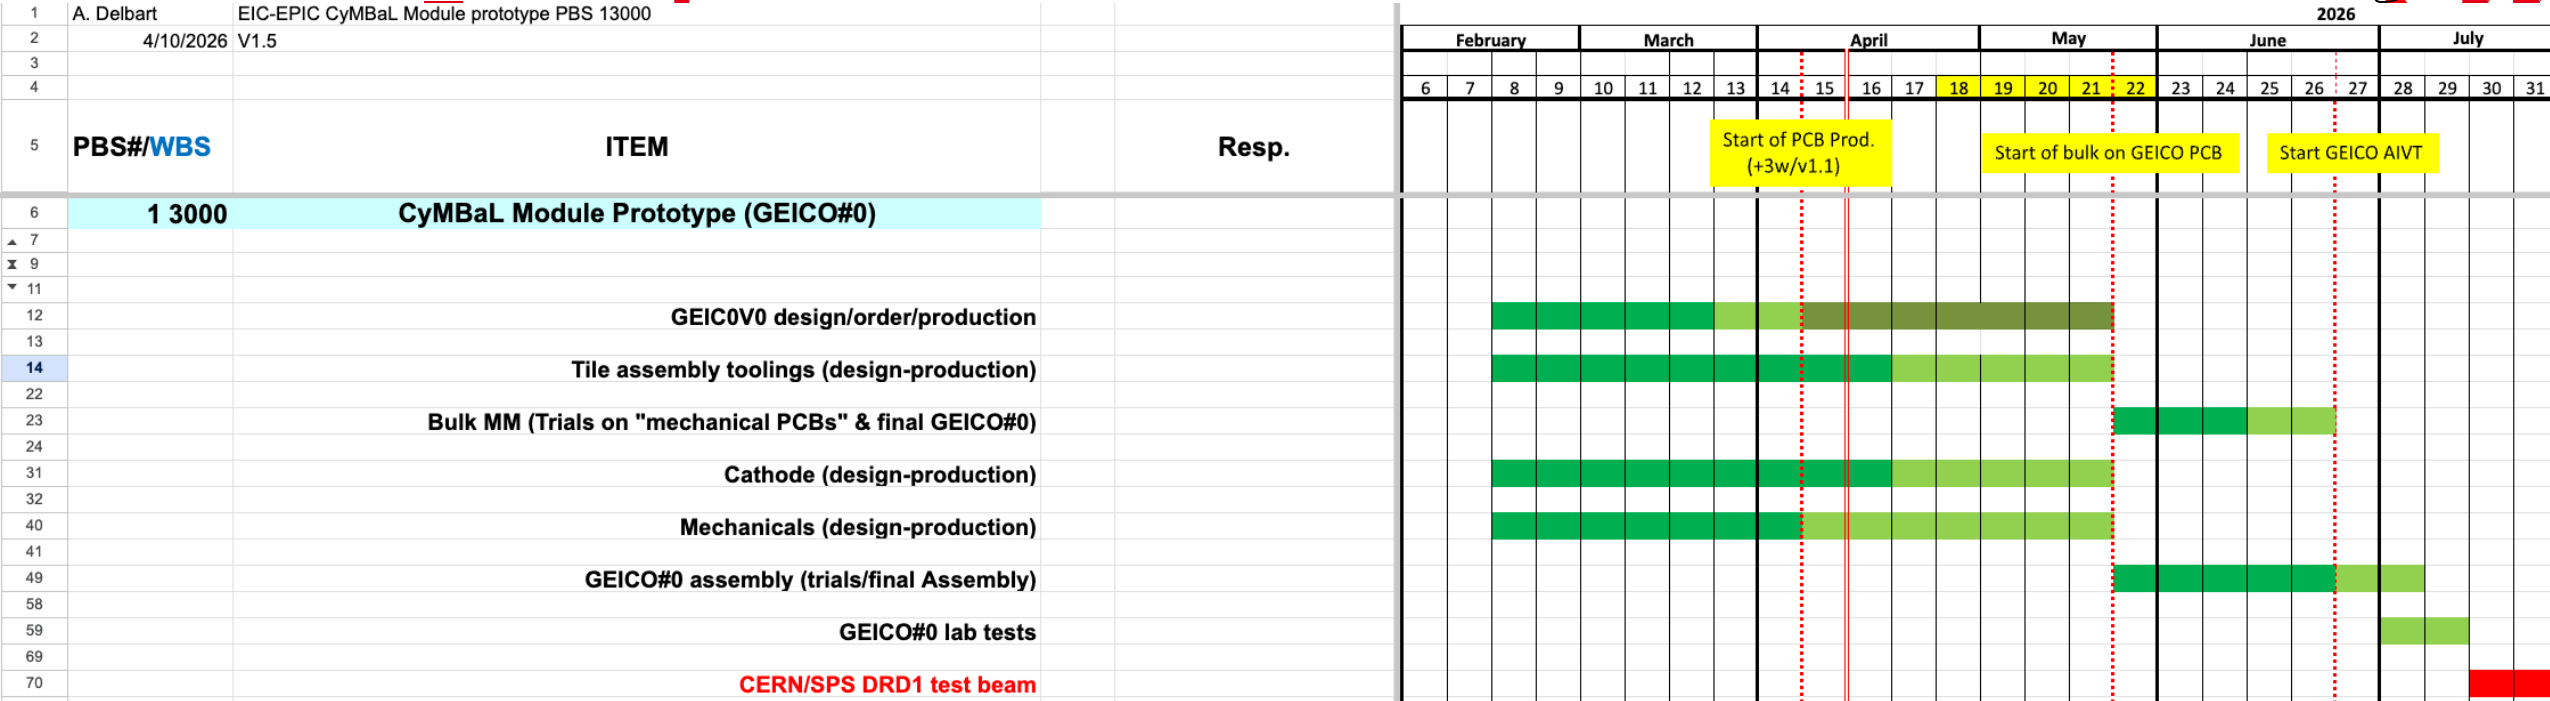 1 A. Delbart EIC-EPIC CyMBaL Module prototype PBS 13000 2026
2 4/10/2026 V1.5 February March April May June July
3
4 6 7 8 9 10 11 12 13 14 15 16 17 18 19 20 21 22 23 24 25 26 27 28 29 30 31
5 PBS#/WBS ITEM Resp.
Start of PCB Prod.
(+3w/v1.1)
Start of bulk on GEICO PCB
Start GEICO AIVT
6 1 3000 CyMBaL Module Prototype (GEICO#0)
7
9
11
12 GEIC0V0 design/order/production
13
14 Tile assembly toolings (design-production)
22
23 Bulk MM (Trials on "mechanical PCBs" & final GEICO#0)
24
31 Cathode (design-production)
32
40 Mechanicals (design-production)
41
49 GEICO#0 assembly (trials/final Assembly)
58
59 GEICO#0 lab tests
69
70 CERN/SPS DRD1 test beam